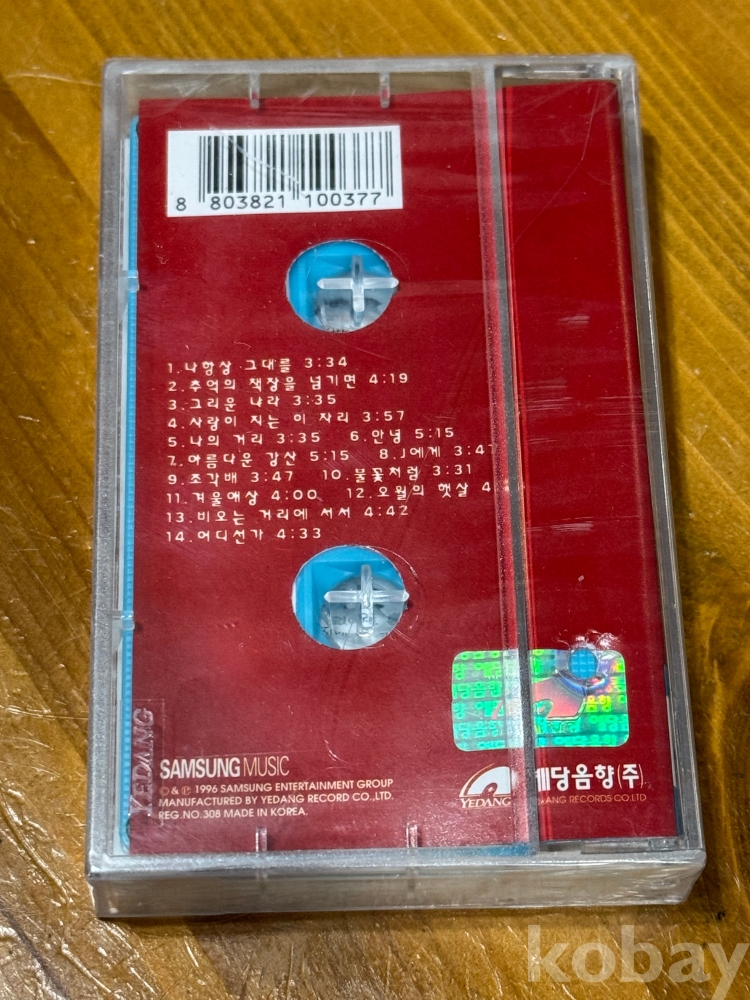 8 803821 100377
1.나항상 그대를 3:34
2.추억의 책장을 넘기면 4:19
3.그리운 나라 3:35
4.사랑이 지는 이 자리 3:57
5.나의 거리 3:35 6.안녕 5:15
7.아름다운 강산 5:15 8.J에게 3:47
9.조각배 3:47 10.불꽃처럼 3:31
11.겨울애상 4:00 12.오월의 햇살 4
13.비오는 거리에 서서 4:42
14.어디선가 4:33
YEDANG
SAMSUNG MUSIC
©&℗ 1996 SAMSUNG ENTERTAINMENT GROUP
MANUFACTURED BY YEDANG RECORD CO.,LTD.
REG.NO.308 MADE IN KOREA.
예당음향(주)
YEDANG RECORDS CO.LTD
kobay